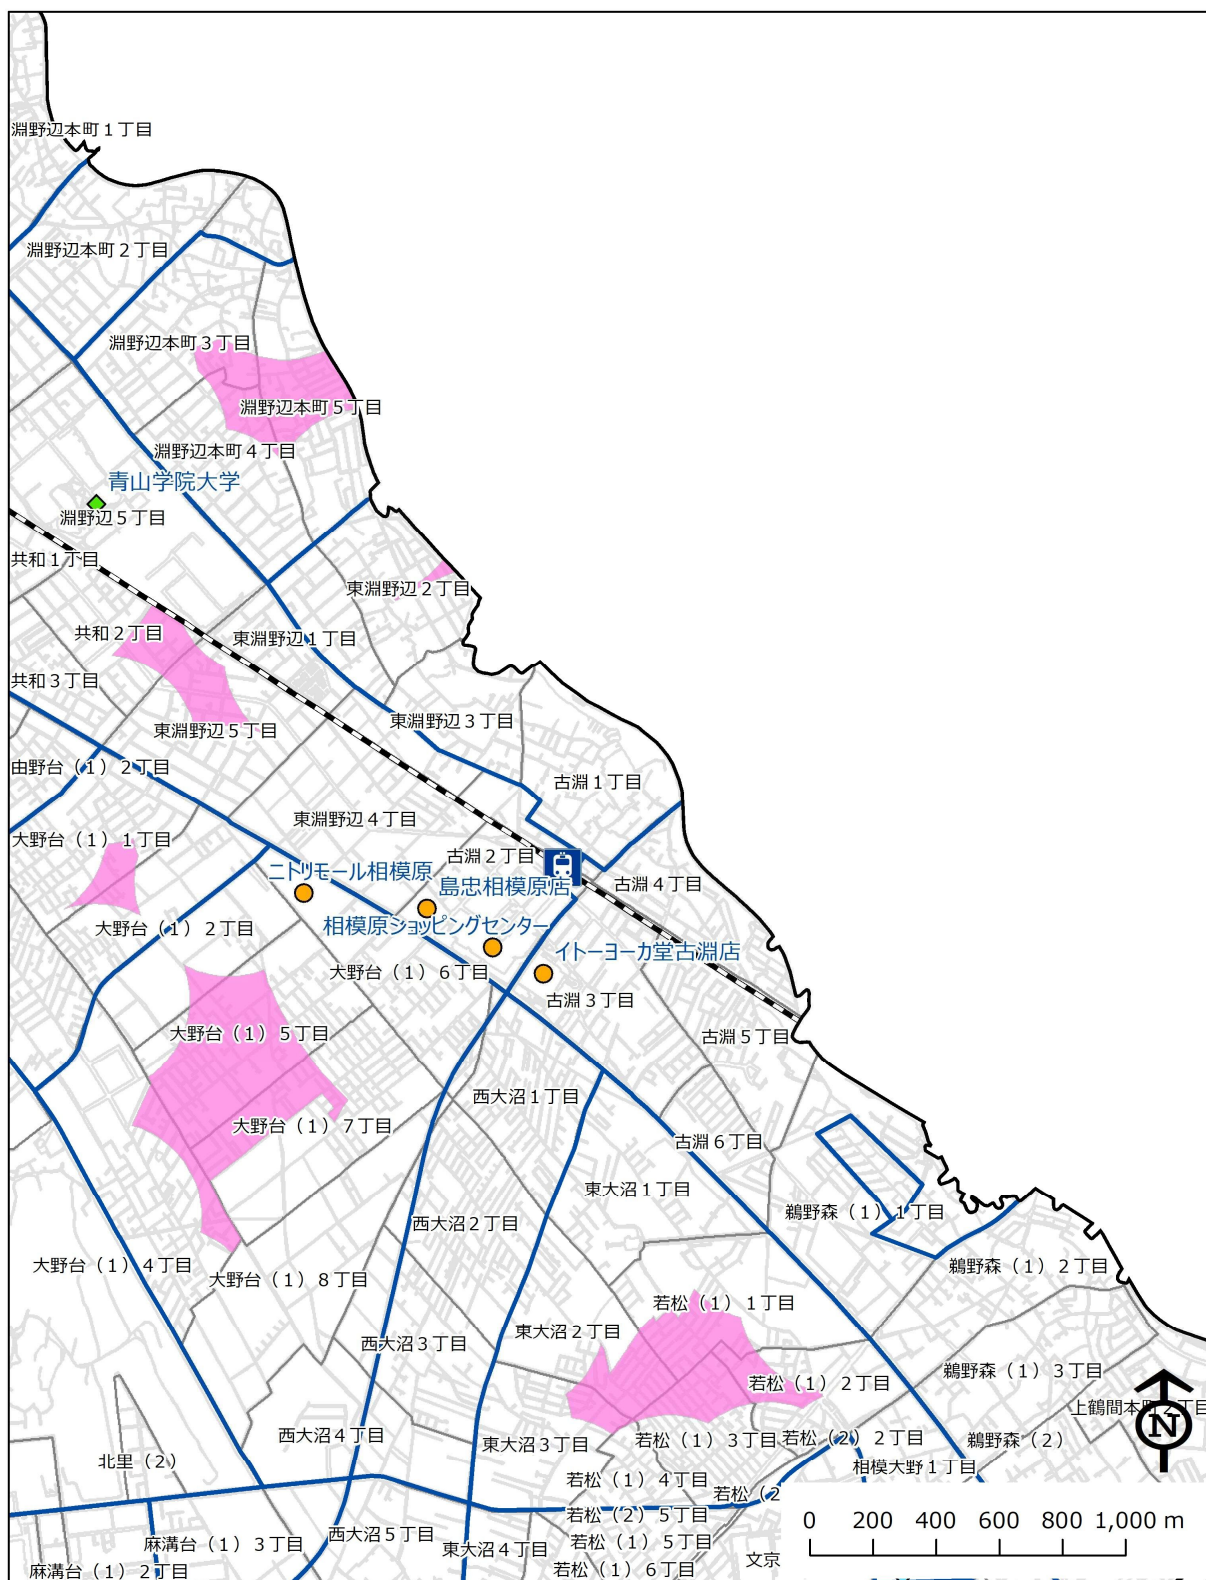 淵野辺本町１丁目
淵野辺本町２丁目
淵野辺本町３丁目
淵野辺本町５丁目
淵野辺本町４丁目
青山学院大学
淵野辺５丁目
共和１丁目
東淵野辺２丁目
共和２丁目
東淵野辺１丁目
共和３丁目
東淵野辺３丁目
東淵野辺５丁目
由野台（１）２丁目
古淵１丁目
東淵野辺４丁目
大野台（１）１丁目
古淵２丁目
ニトリモール相模原
島忠相模原店
古淵４丁目
大野台（１）２丁目
相模原ショッピングセンター
イトーヨーカ堂古淵店
大野台（１）６丁目
古淵３丁目
大野台（１）５丁目
古淵５丁目
西大沼１丁目
大野台（１）７丁目
古淵６丁目
東大沼１丁目
鵜野森（１）１丁目
西大沼２丁目
大野台（１）４丁目
鵜野森（１）２丁目
大野台（１）８丁目
若松（１）１丁目
東大沼２丁目
西大沼３丁目
鵜野森（１）３丁目
若松（１）２丁目
上鶴間本町２丁目
N
西大沼４丁目
東大沼３丁目
若松（１）３丁目
若松（２）２丁目
鵜野森（２）
北里（２）
相模大野１丁目
若松（１）４丁目
若松（２
若松（２）５丁目
0 200 400 600 800 1,000 m
西大沼５丁目
若松（１）５丁目
麻溝台（１）３丁目
東大沼４丁目
文京
麻溝台（１）２丁目
若松（１）６丁目